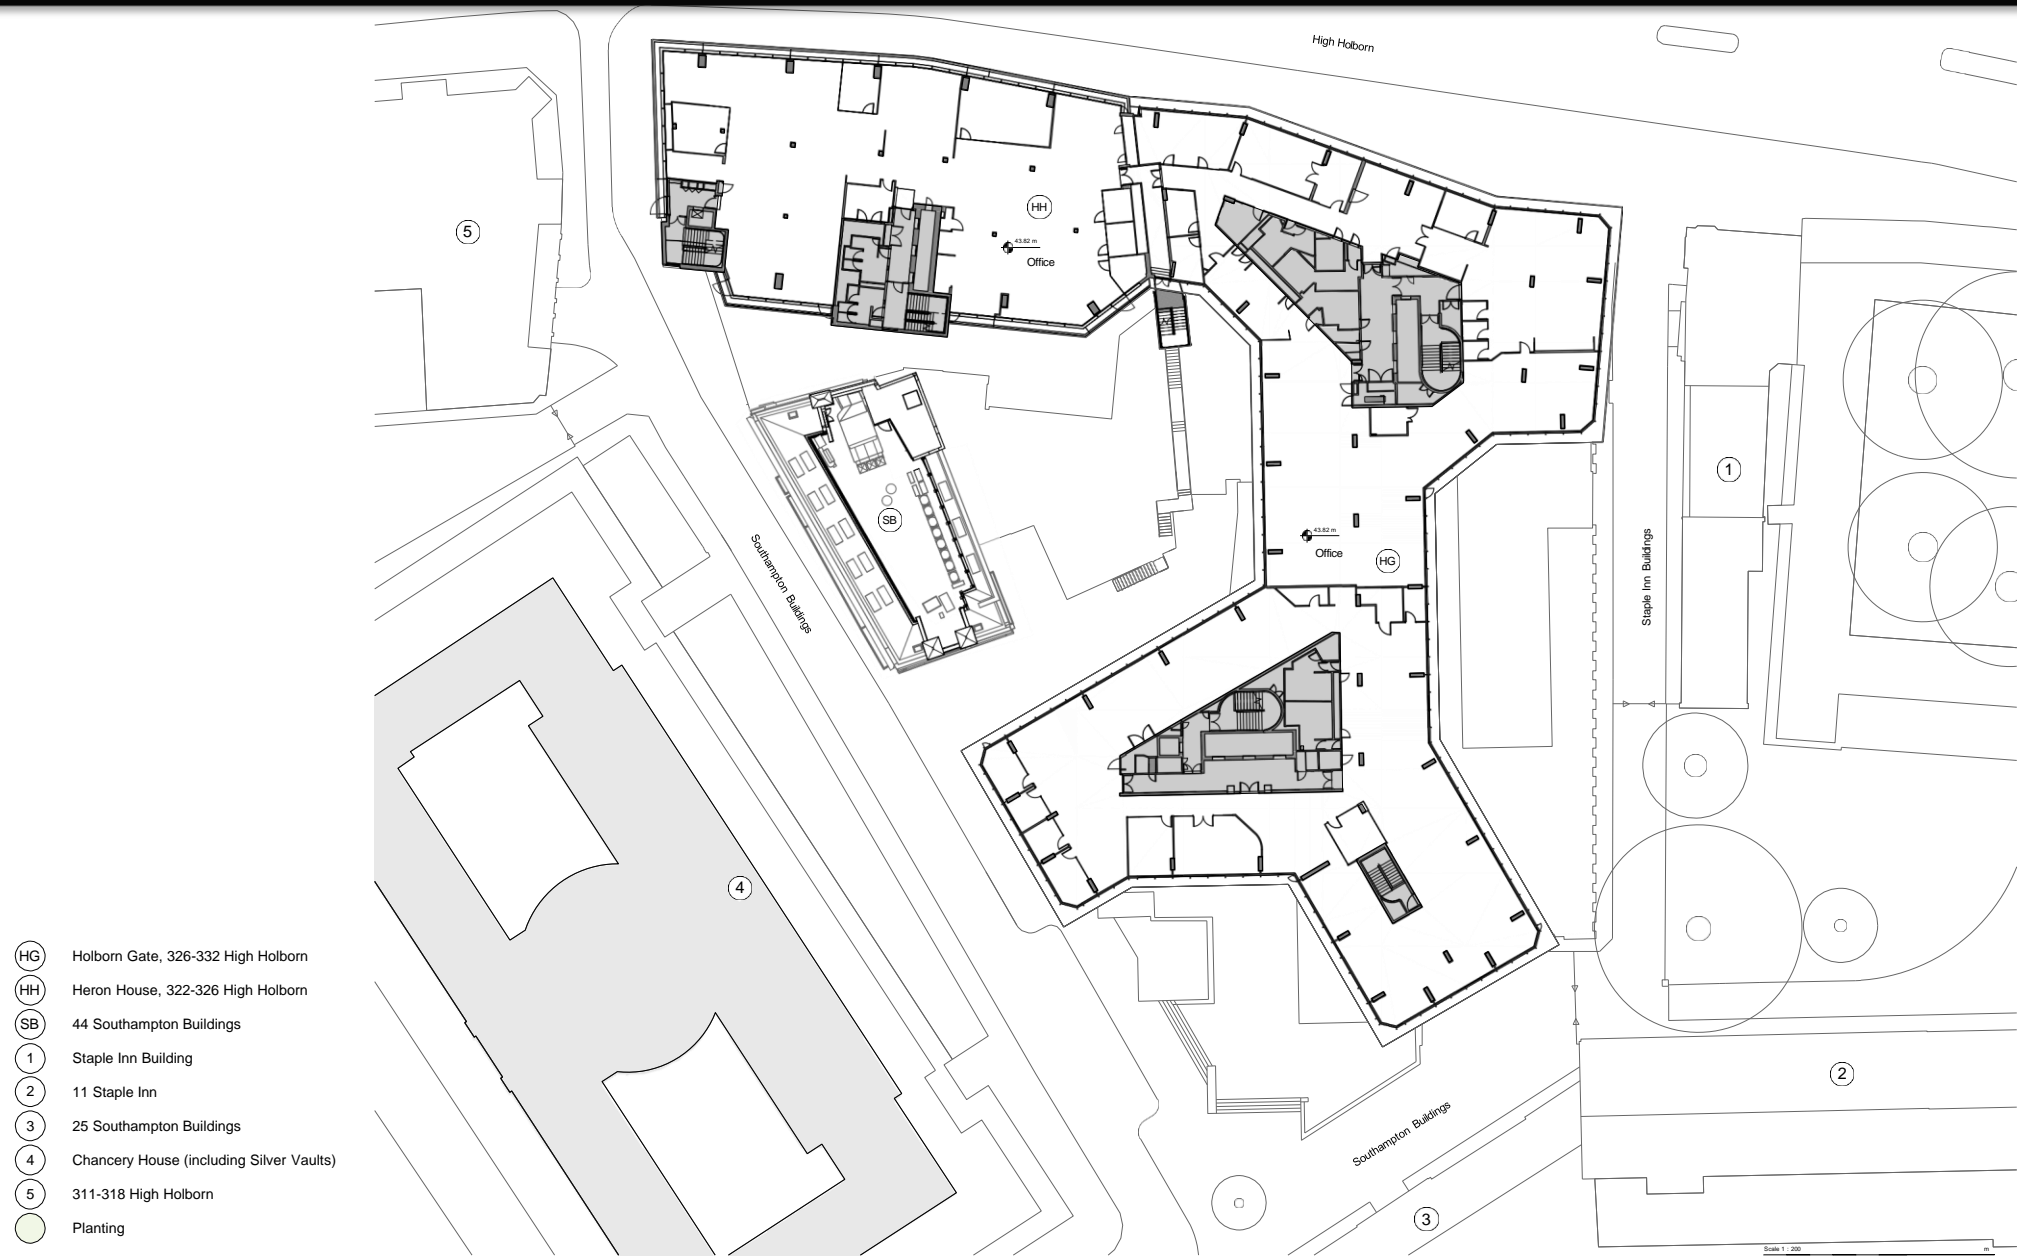 High Holborn
5
HH
43.82 m
Office
1
SB
43.82 m
Office
HG
Southampton Buildings
Staple Inn Buildings
4
2
Southampton Buildings
3
HG Holborn Gate, 326-332 High Holborn
HH Heron House, 322-326 High Holborn
SB 44 Southampton Buildings
1 Staple Inn Building
2 11 Staple Inn
3 25 Southampton Buildings
4 Chancery House (including Silver Vaults)
5 311-318 High Holborn
Planting
Scale 1 : 200
m